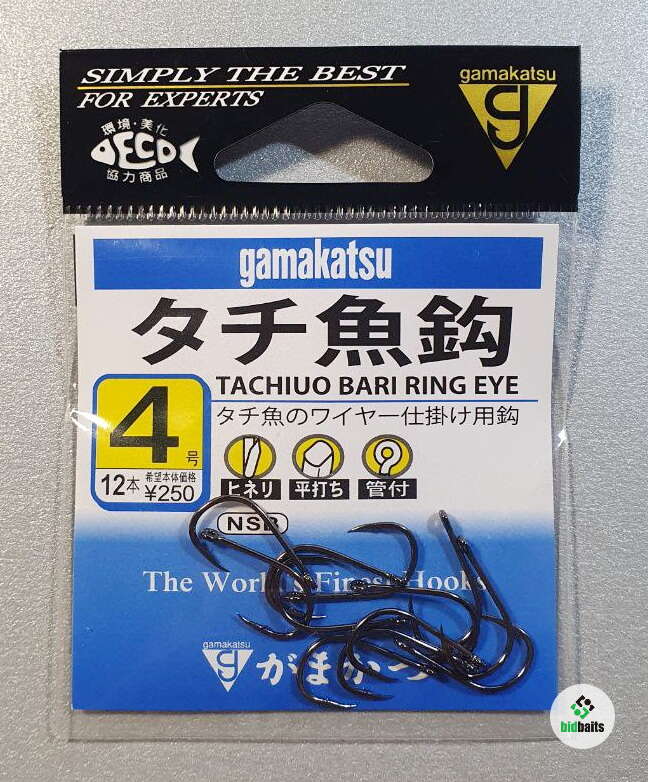 SIMPLY THE BEST
FOR EXPERTS
gamakatsu
g
環境・美化
DECO
協力商品
gamakatsu
タチ魚鈎
TACHIUO BARI RING EYE
タチ魚のワイヤー仕掛け用鈎
4号
12本 希望本体価格 ¥250
ヒネリ 平打ち 管付
NSB
The World's Finest Hooks
gamakatsu
g がまかつ
bidbaits